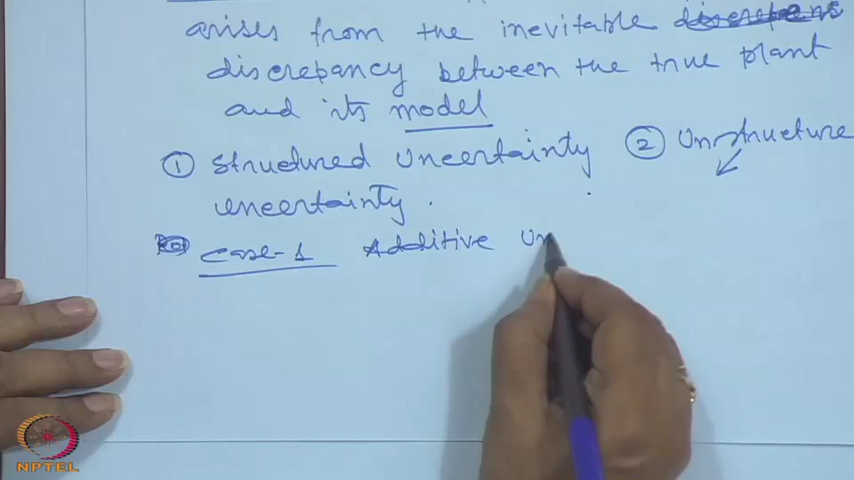 arises from the inevitable
discrepancy between the true plant
and its model
① Structured Uncertainty ② Unstructure
uncertainty.
Case-1 Additive Un
NPTEL